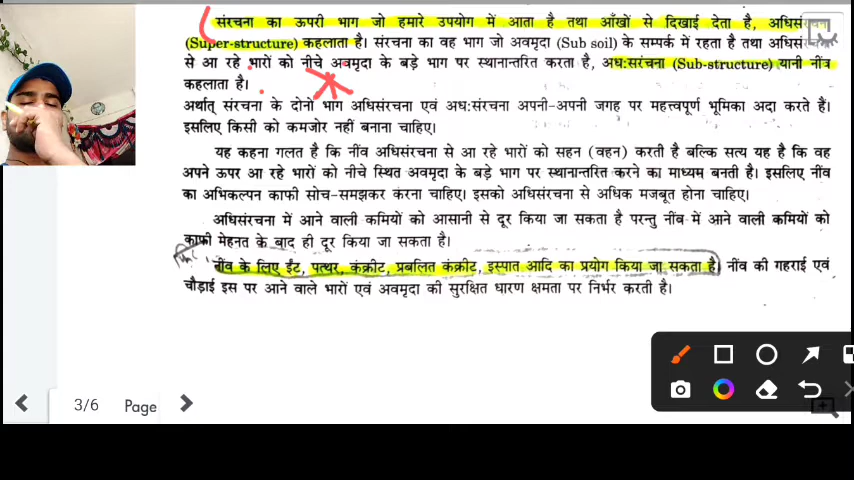 संरचना का ऊपरी भाग जो हमारे उपयोग में आता है तथा आँखों से दिखाई देता है,
(Super-structure) कहलाता है। संरचना का वह भाग जो अवमृदा (Sub soil) के सम्पर्क में रहता है तथा
से आ रहे भारों को नीचे अवमृदा के बड़े भाग पर स्थानान्तरित करता है, अध:संरचना (Sub-structure) यानी नींव
कहलाता है।
अर्थात् संरचना के दोनो भाग अधिसंरचना एवं अध:संरचना अपनी-अपनी जगह पर महत्त्वपूर्ण भूमिका अदा करते हैं।
इसलिए किसी को कमजोर नहीं बनाना चाहिए।
यह कहना गलत है कि नींव अधिसंरचना से आ रहे भारों को सहन (वहन) करती है बल्कि सत्य यह है कि वह
अपने ऊपर आ रहे भारों को नीचे स्थित अवमृदा के बड़े भाग पर स्थानान्तरित करने का माध्यम बनती है। इसलिए नींव
का अभिकल्पन काफी सोच-समझकर करना चाहिए। इसको अधिसंरचना से अधिक मजबूत होना चाहिए।
अधिसंरचना में आने वाली कमियों को आसानी से दूर किया जा सकता है परन्तु नींव में आने वाली कमियों को
काफी मेहनत के बाद ही दूर किया जा सकता है।
नींव के लिए ईंट, पत्थर, कंक्रीट, प्रबलित कंक्रीट, इस्पात आदि का प्रयोग किया जा सकता है। नींव की गहराई एवं
चौड़ाई इस पर आने वाले भारों एवं अवमृदा की सुरक्षित धारण क्षमता पर निर्भर करती है।
3/6 Page